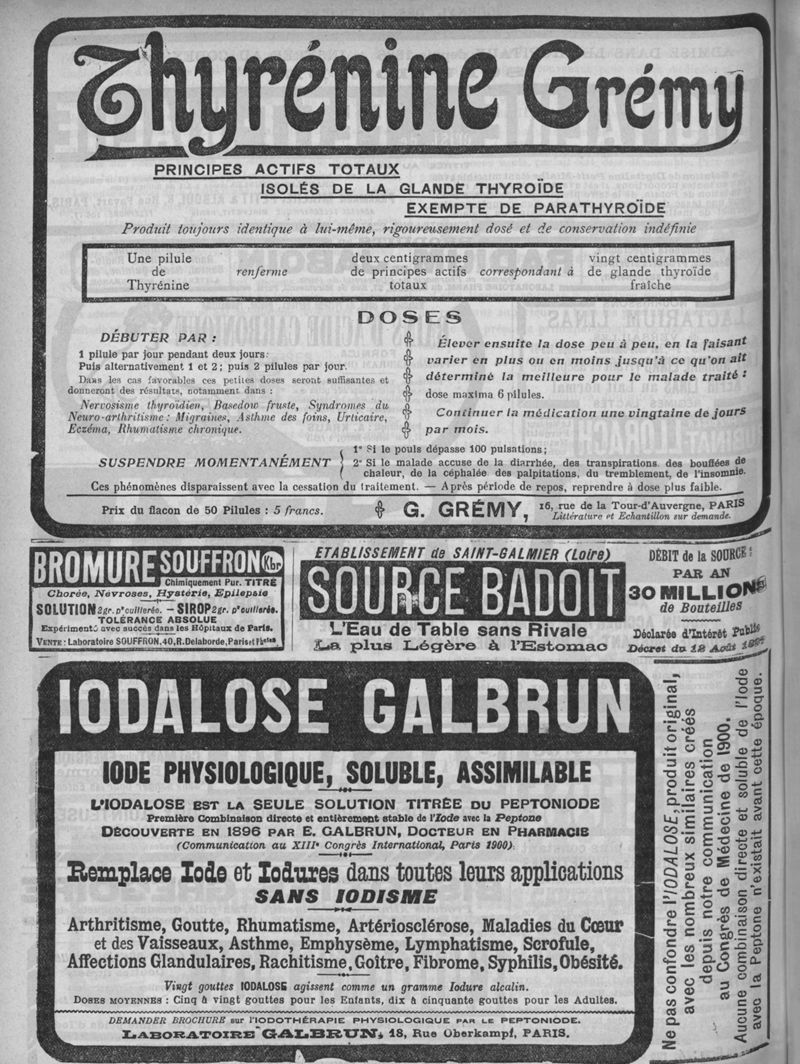 Thyrénine Grémy
PRINCIPES ACTIFS TOTAUX
ISOLÉS DE LA GLANDE THYROÏDE
EXEMPTE DE PARATHYROÏDE
Produit toujours identique à lui-même, rigoureusement dosé et de conservation indéfinie
Une pilule de Thyrénine renferme deux centigrammes de principes actifs totaux correspondant à vingt centigrammes de glande thyroïde fraîche
DOSES
DÉBUTER PAR :
1 pilule par jour pendant deux jours:
Puis alternativement 1 et 2; puis 2 pilules par jour.
Dans les cas favorables ces petites doses seront suffisantes et
donneront des résultats, notamment dans :
Nervosisme thyroïdien, Basedow fruste, Syndromes du
Neuro-arthritisme : Migraines, Asthme des foins, Urticaire,
Eczéma, Rhumatisme chronique.
Élever ensuite la dose peu à peu, en la faisant
varier en plus ou en moins jusqu'à ce qu'on ait
déterminé la meilleure pour le malade traité :
dose maxima 6 pilules.
Continuer la médication une vingtaine de jours
par mois.
SUSPENDRE MOMENTANÉMENT
1° Si le pouls dépasse 100 pulsations;
2° Si le malade accuse de la diarrhée, des transpirations, des bouffées de
chaleur, de la céphalée des palpitations, du tremblement, de l'insomnie.
Ces phénomènes disparaissent avec la cessation du traitement. — Après période de repos, reprendre à dose plus faible.
Prix du flacon de 50 Pilules : 5 francs.
G. GRÉMY, 16, rue de la Tour-d'Auvergne, PARIS
Littérature et Echantillon sur demande.
BROMURE SOUFFRON Kbr
Chimiquement Pur. TITRÉ
Chorée, Névroses, Hystérie, Epilepsie
SOLUTION 2gr. pr cuillerée. — SIROP 2gr. pr cuillerée.
TOLÉRANCE ABSOLUE
Expérimenté avec succès dans les Hôpitaux de Paris.
VENTE: Laboratoire SOUFFRON, 40, R. Delaborde, Paris et Phcies
ETABLISSEMENT de SAINT-GALMIER (Loire)
SOURCE BADOIT
L'Eau de Table sans Rivale
La plus Légère à l'Estomac
DÉBIT de la SOURCE:
PAR AN
30 MILLIONS
de Bouteilles
Déclarée d'Intérêt Public
Décret du 12 Août
IODALOSE GALBRUN
IODE PHYSIOLOGIQUE, SOLUBLE, ASSIMILABLE
L'IODALOSE EST LA SEULE SOLUTION TITRÉE DU PEPTONIODE
Première Combinaison directe et entièrement stable de l'Iode avec la Peptone
DÉCOUVERTE EN 1896 PAR E. GALBRUN, DOCTEUR EN PHARMACIE
(Communication au XIIIe Congrès International, Paris 1900).
Remplace Iode et Iodures dans toutes leurs applications
SANS IODISME
Arthritisme, Goutte, Rhumatisme, Artériosclérose, Maladies du Cœur
et des Vaisseaux, Asthme, Emphysème, Lymphatisme, Scrofule,
Affections Glandulaires, Rachitisme, Goître, Fibrome, Syphilis, Obésité.
Vingt gouttes IODALOSE agissent comme un gramme Iodure alcalin.
DOSES MOYENNES : Cinq à vingt gouttes pour les Enfants, dix à cinquante gouttes pour les Adultes.
DEMANDER BROCHURE sur l'IODOTHÉRAPIE PHYSIOLOGIQUE PAR LE PEPTONIODE.
LABORATOIRE GALBRUN, 18, Rue Oberkampf, PARIS.
Ne pas confondre l'IODALOSE, produit original,
avec les nombreux similaires créés
depuis notre communication
au Congrès de Médecine de 1900.
Aucune combinaison directe et soluble de l'Iode
avec la Peptone n'existait avant cette époque.